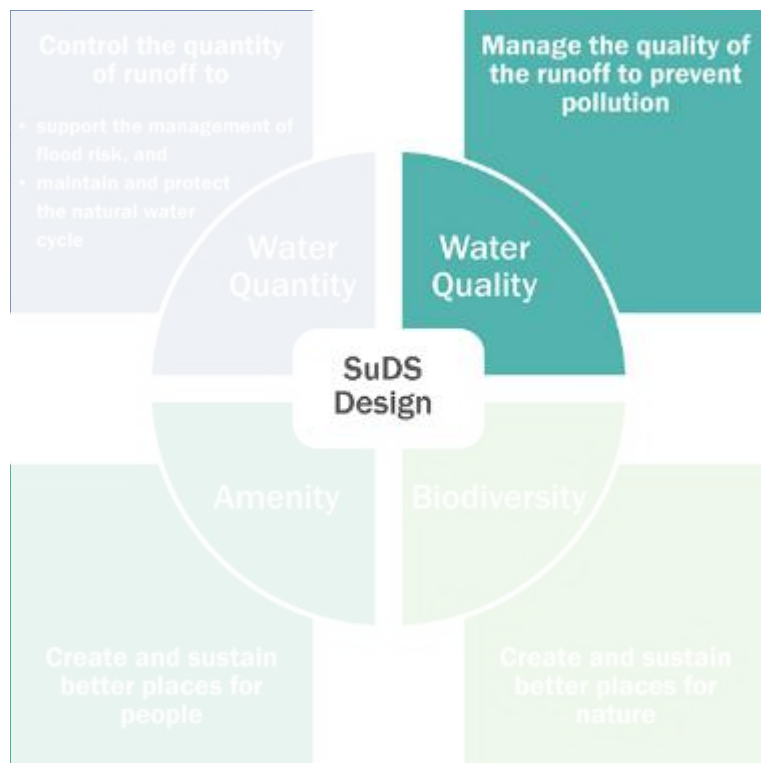 Control the quantity
of runoff to
• support the management of
flood risk, and
• maintain and protect
the natural water
cycle
Water
Quantity
Manage the quality of
the runoff to prevent
pollution
Water
Quality
SuDS
Design
Amenity
Create and sustain
better places for
people
Biodiversity
Create and sustain
better places for
nature